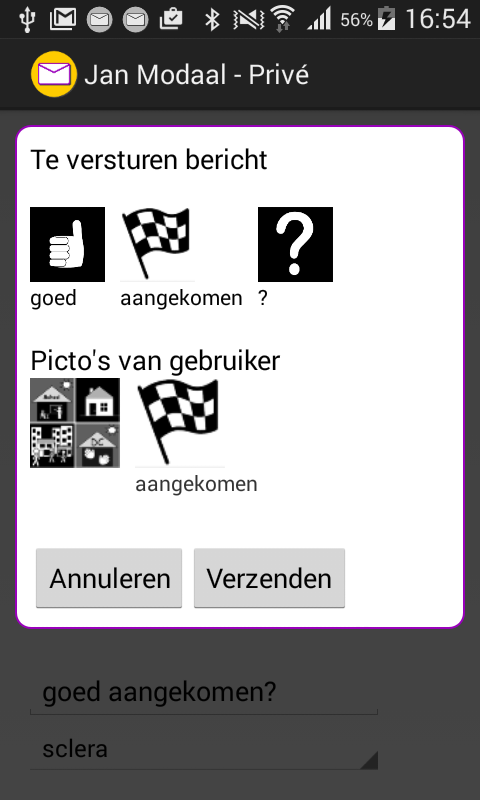 56% 16:54
Jan Modaal - Privé
Te versturen bericht
goed aangekomen ?
Picto's van gebruiker
aangekomen
Annuleren Verzenden
goed aangekomen?
sclera